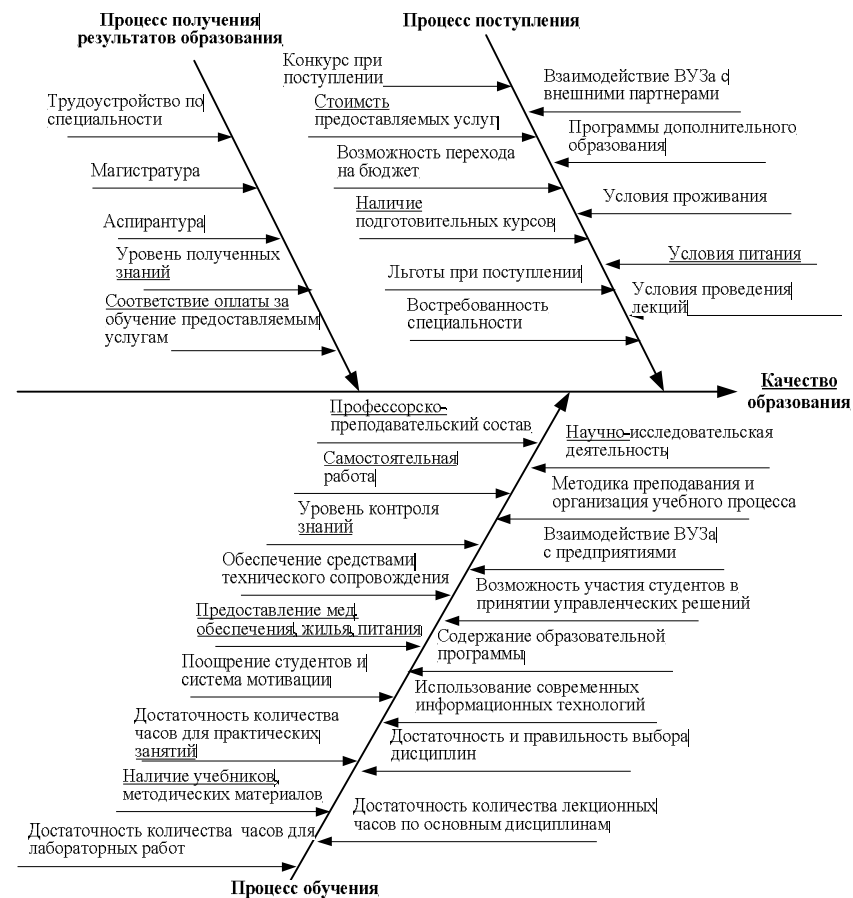 Процесс получения
результатов образования
Трудоустройство по
специальности
Магистратура
Аспирантура
Уровень полученных
знаний
Соответствие оплаты за
обучение предоставляемым
услугам
Процесс поступления
Конкурс при
поступлении
Стоимсть
предоставляемых услуг
Возможность перехода
на бюджет
Наличие
подготовительных курсов
Льготы при поступлении
Востребованность
специальности
Взаимодействие ВУЗа с
внешними партнерами
Программы дополнительного
образования
Условия проживания
Условия питания
Условия проведения
лекций
Качество
образования
Профессорско-
преподавательский состав
Самостоятельная
работа
Уровень контроля
знаний
Обеспечение средствами
технического сопровождения
Предоставление мед.
обеспечения, жилья, питания
Поощрение студентов и
система мотивации
Достаточность количества
часов для практических
занятий
Наличие учебников,
методических материалов
Достаточность количества часов для
лабораторных работ
Научно-исследовательская
деятельность
Методика преподавания и
организация учебного процесса
Взаимодействие ВУЗа
с предприятиями
Возможность участия студентов в
принятии управленческих решений
Содержание образовательной
программы
Использование современных
информационных технологий
Достаточность и правильность выбора
дисциплин
Достаточность количества лекционных
часов по основным дисциплинам
Процесс обучения